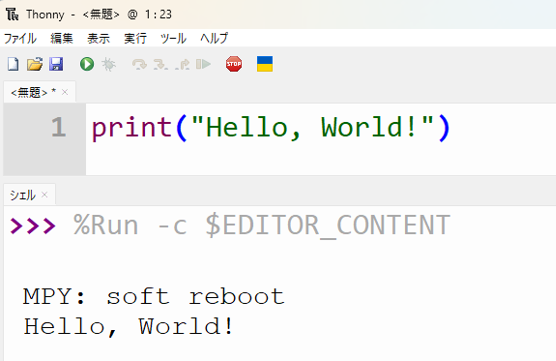 Thonny - <無題> @ 1:23
ファイル 編集 表示 実行 ツール ヘルプ
STOP
<無題> * ×
1 print("Hello, World!")
シェル ×
>>> %Run -c $EDITOR_CONTENT
MPY: soft reboot
Hello, World!